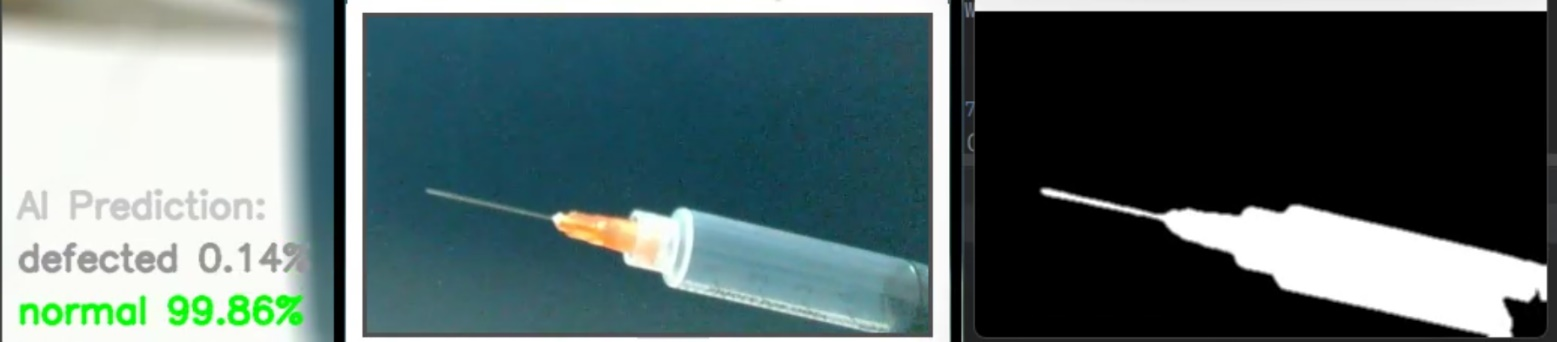 AI Prediction:
defected 0.14%
normal 99.86%